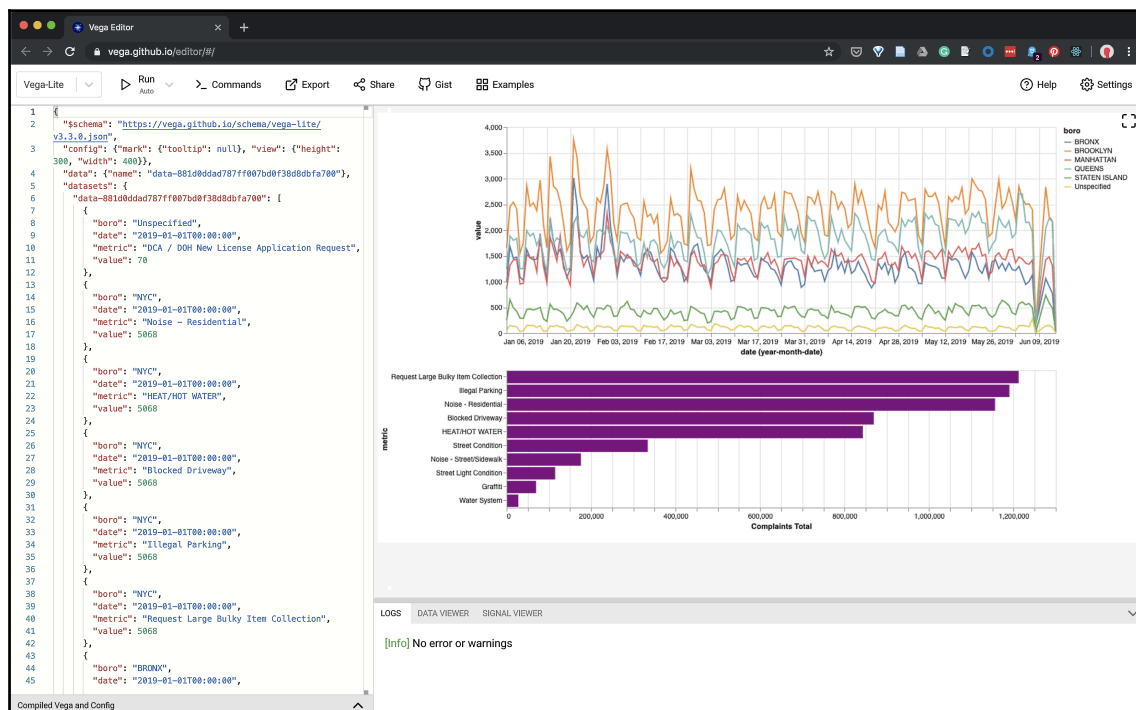 Vega Editor
vega.github.io/editor/#/
2
Vega-Lite
Run
Auto
Commands
Export
Share
Gist
Examples
Help
Settings
1 {
2 "$schema": "https://vega.github.io/schema/vega-lite/
v3.3.0.json",
3 "config": {"mark": {"tooltip": null}, "view": {"height":
300, "width": 400}},
4 "data": {"name": "data-881d0ddad787ff007bd0f38d8dbfa700"},
5 "datasets": {
6 "data-881d0ddad787ff007bd0f38d8dbfa700": [
7 {
8 "boro": "Unspecified",
9 "date": "2019-01-01T00:00:00",
10 "metric": "DCA / DOH New License Application Request",
11 "value": 70
12 },
13 {
14 "boro": "NYC",
15 "date": "2019-01-01T00:00:00",
16 "metric": "Noise - Residential",
17 "value": 5068
18 },
19 {
20 "boro": "NYC",
21 "date": "2019-01-01T00:00:00",
22 "metric": "HEAT/HOT WATER",
23 "value": 5068
24 },
25 {
26 "boro": "NYC",
27 "date": "2019-01-01T00:00:00",
28 "metric": "Blocked Driveway",
29 "value": 5068
30 },
31 {
32 "boro": "NYC",
33 "date": "2019-01-01T00:00:00",
34 "metric": "Illegal Parking",
35 "value": 5068
36 },
37 {
38 "boro": "NYC",
39 "date": "2019-01-01T00:00:00",
40 "metric": "Request Large Bulky Item Collection",
41 "value": 5068
42 },
43 {
44 "boro": "BRONX",
45 "date": "2019-01-01T00:00:00",
Compiled Vega and Config
4,000
3,500
3,000
2,500
2,000
1,500
1,000
500
0
value
Jan 06, 2019 Jan 20, 2019 Feb 03, 2019 Feb 17, 2019 Mar 03, 2019 Mar 17, 2019 Mar 31, 2019 Apr 14, 2019 Apr 28, 2019 May 12, 2019 May 26, 2019 Jun 09, 2019
date (year-month-date)
boro
BRONX
BROOKLYN
MANHATTAN
QUEENS
STATEN ISLAND
Unspecified
metric
Request Large Bulky Item Collection
Illegal Parking
Noise - Residential
Blocked Driveway
HEAT/HOT WATER
Street Condition
Noise - Street/Sidewalk
Street Light Condition
Graffiti
Water System
0 200,000 400,000 600,000 800,000 1,000,000 1,200,000
Complaints Total
LOGS DATA VIEWER SIGNAL VIEWER
[Info] No error or warnings